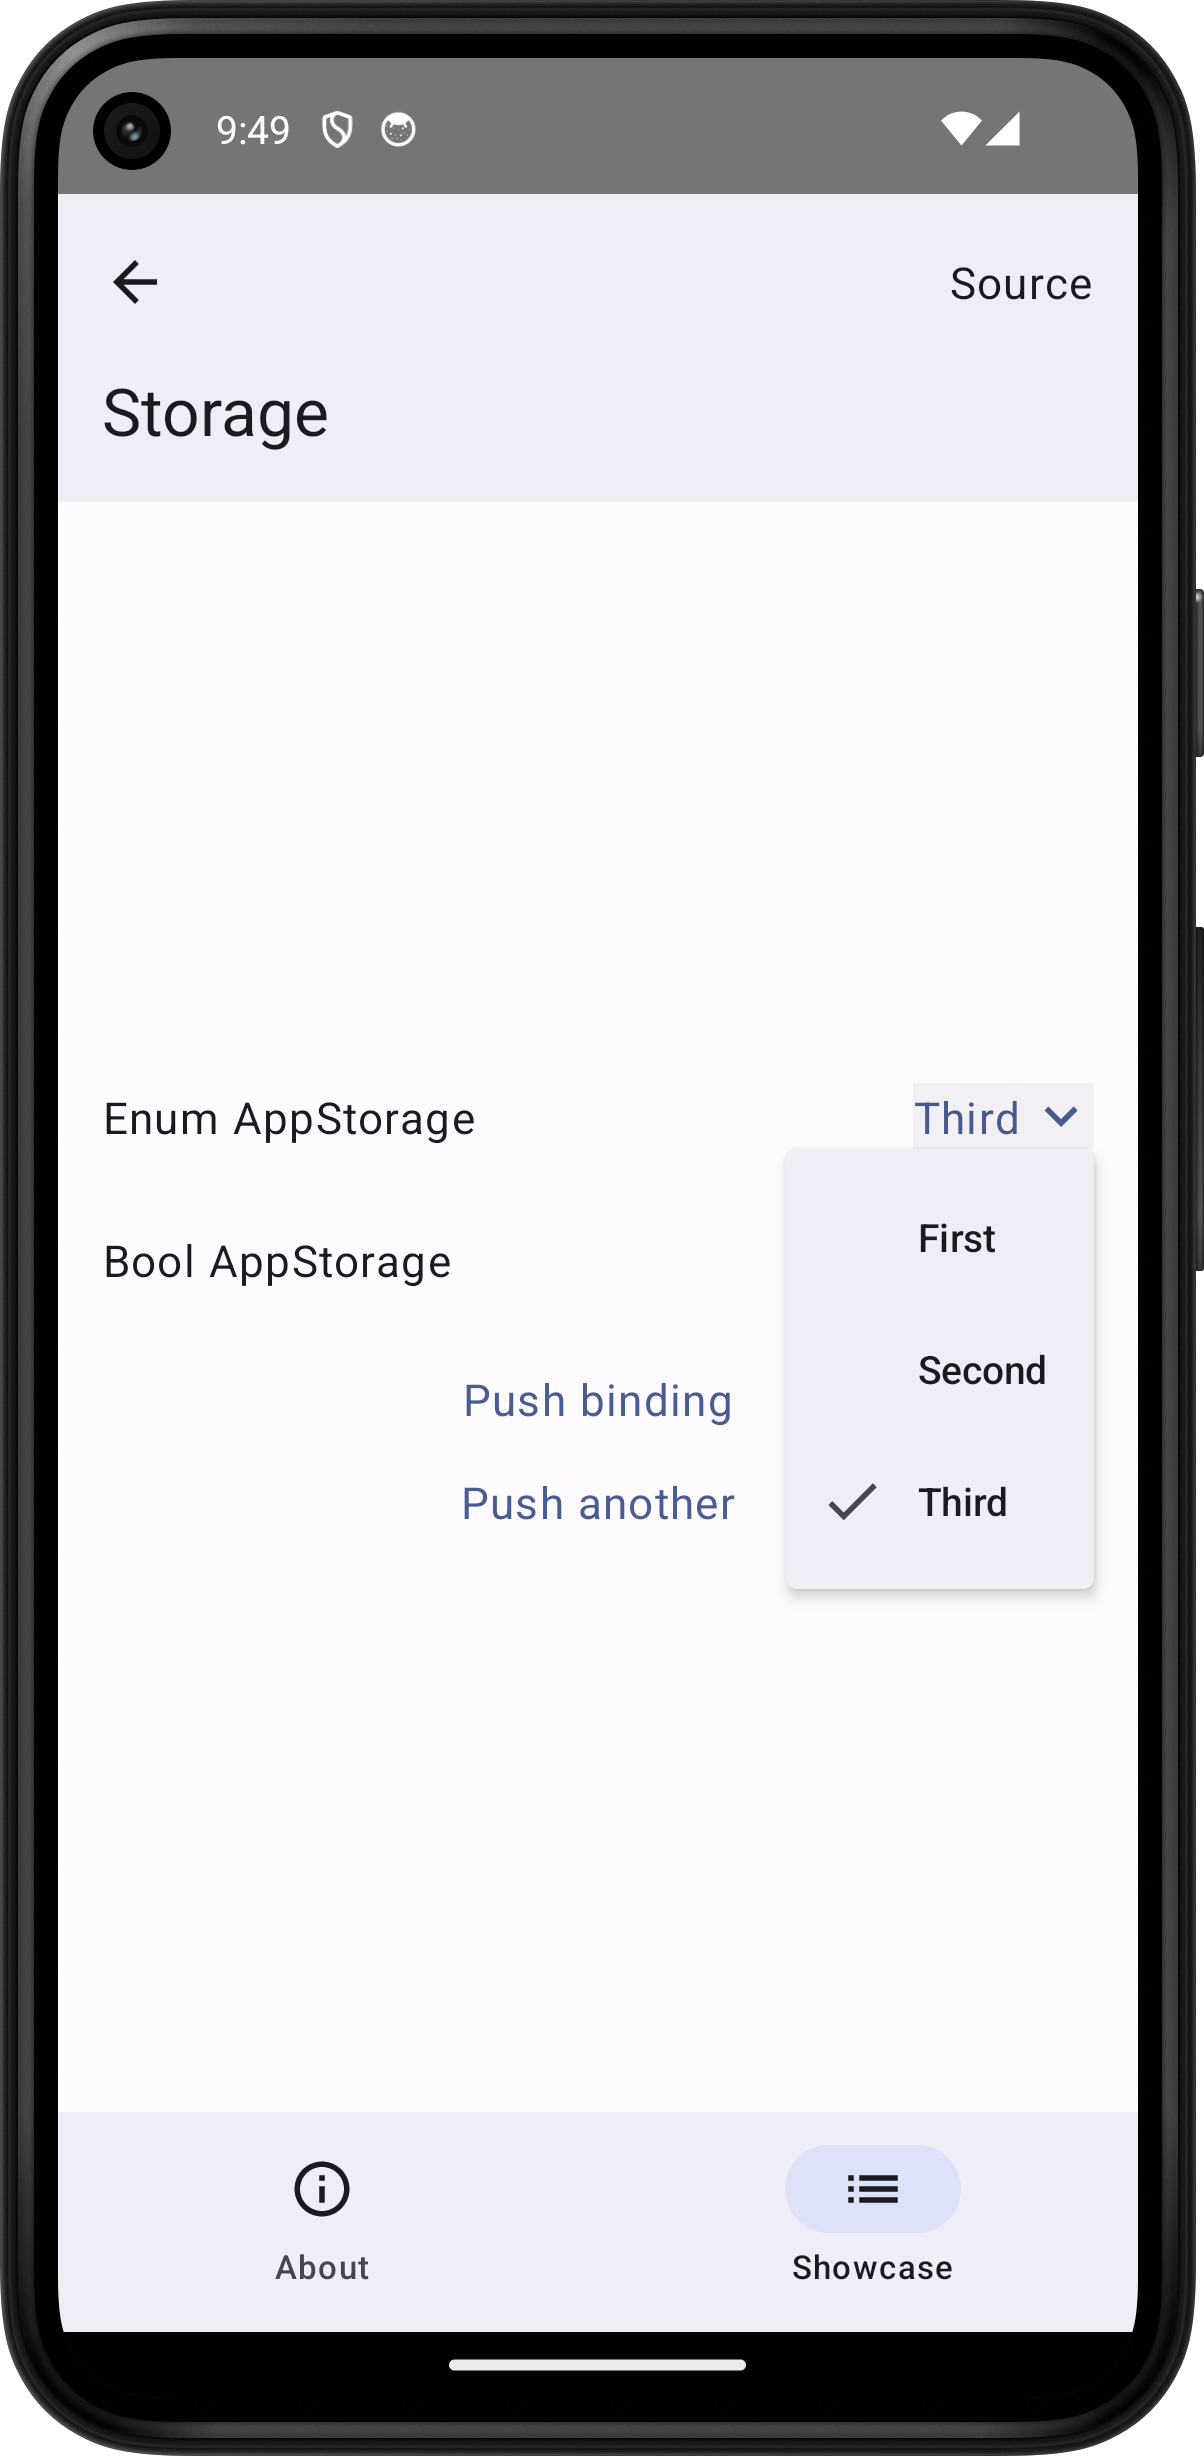 9:49
Source
Storage
Enum AppStorage
Third
First
Bool AppStorage
Second
Push binding
Third
Push another
About
Showcase